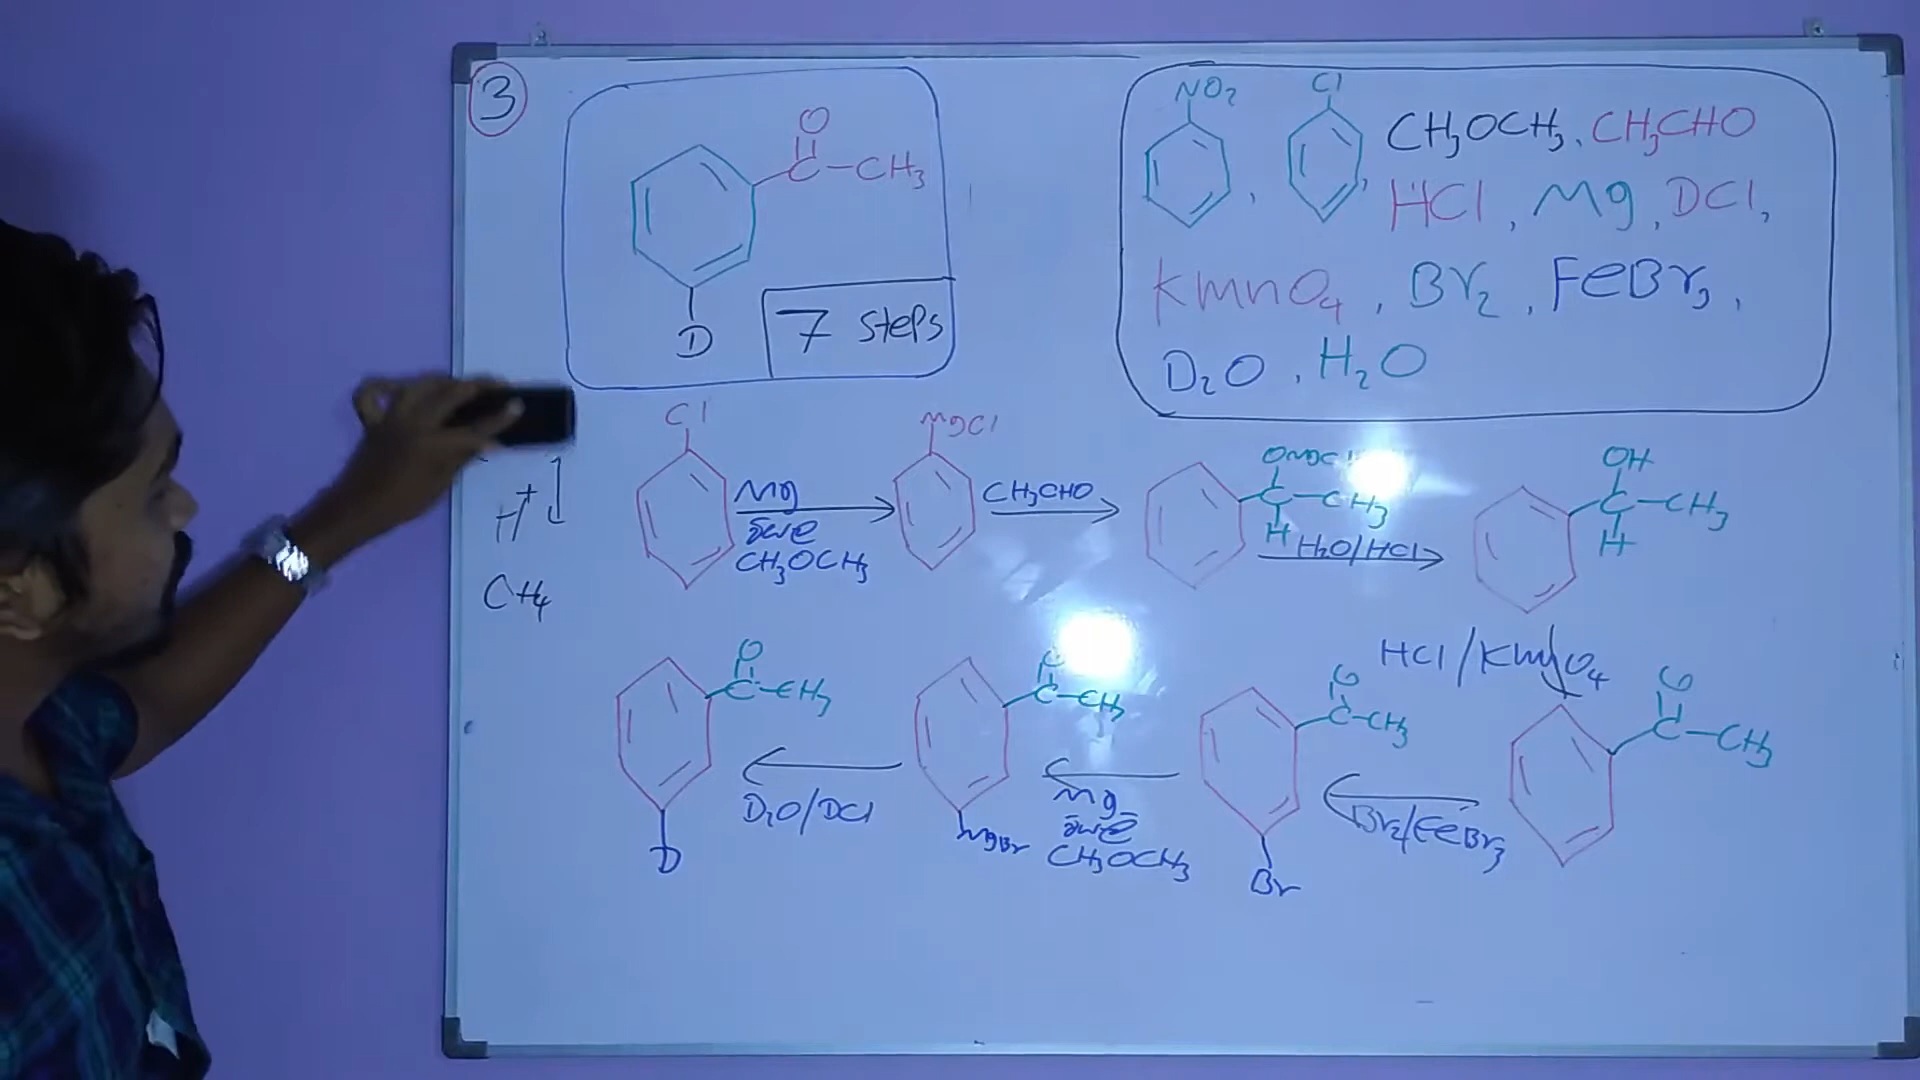 3
O
C-CH3
D
7 Steps
NO2
,
Cl
, CH3OCH3, CH3CHO
HCl, Mg, DCl,
KmnO4, Br2, FeBr3,
D2O, H2O
H+
CH4
Cl
Mg
CH3OCH3
MgCl
CH3CHO
OMgCl
C-CH3
H
H2O/HCl
OH
C-CH3
H
HCl/KmnO4
O
C-CH3
Br2/FeBr3
O
C-CH3
Br
Mg
CH3OCH3
O
C-CH3
MgBr
D2O/DCl
O
C-CH3
D